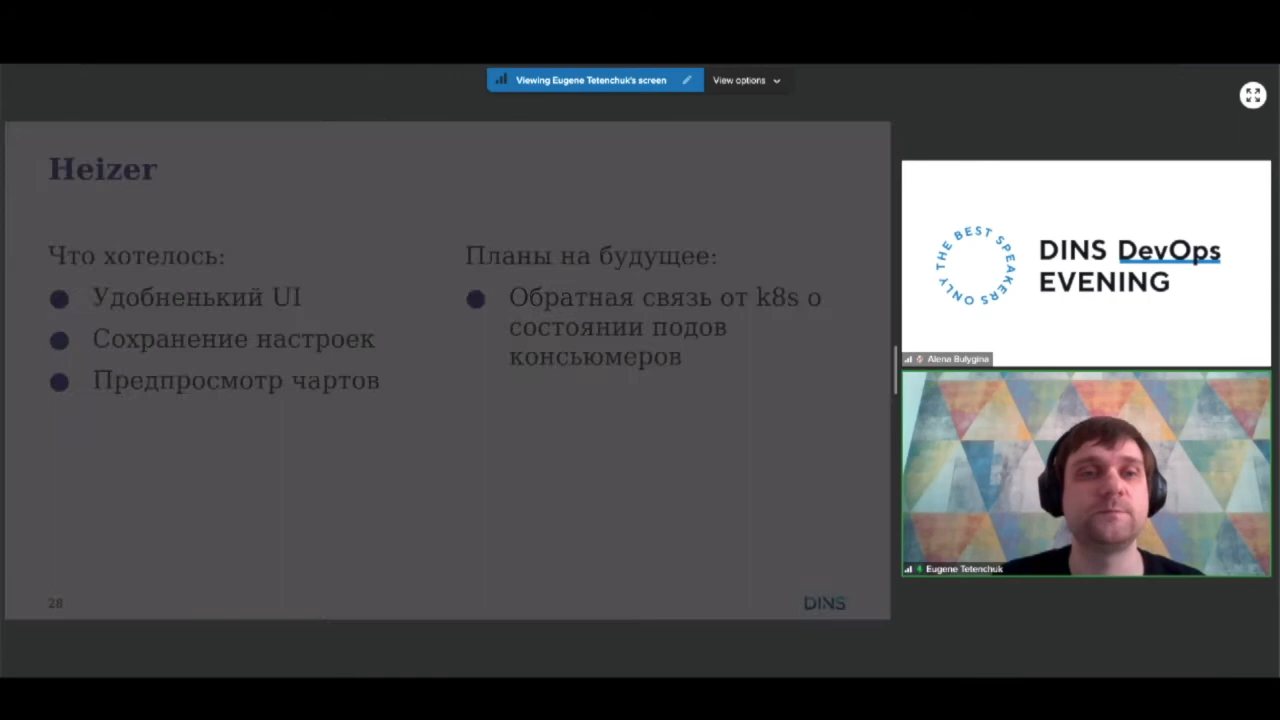 Viewing Eugene Tetenchuk's screen
View options
Heizer
Что хотелось:
Удобненький UI
Сохранение настроек
Предпросмотр чартов
Планы на будущее:
Обратная связь от k8s о
состоянии подов
консьюмеров
28
DINS
THE BEST SPEAKERS ONLY
DINS DevOps
EVENING
Alena Bulygina
Eugene Tetenchuk